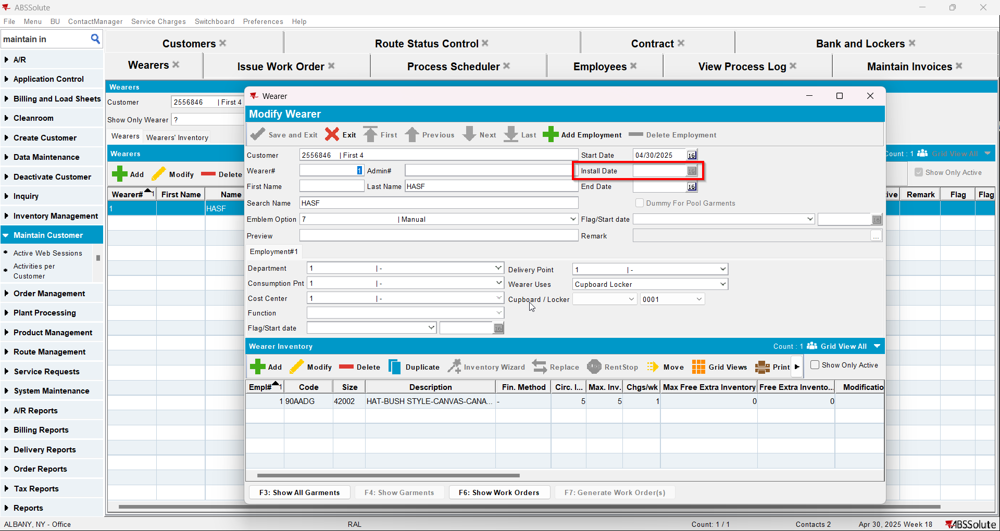 ABSSolute
File Menu BU ContactManager Service Charges Switchboard Preferences Help
maintain in
Customers Route Status Control Contract Bank and Lockers
Wearers Issue Work Order Process Scheduler Employees View Process Log Maintain Invoices
A/R
Application Control
Billing and Load Sheets
Cleanroom
Create Customer
Data Maintenance
Deactivate Customer
Inquiry
Inventory Management
Maintain Customer
Active Web Sessions
Activities per
Customer
Order Management
Plant Processing
Product Management
Route Management
Service Requests
System Maintenance
A/R Reports
Billing Reports
Delivery Reports
Order Reports
Tax Reports
Reports
Wearers
Customer 2556846 | First 4
Show Only Wearer ?
Wearers Wearers' Inventory
Wearers
Add Modify Delete
Wearer# 1 First Name Name
1 HASF
Count : 1 Grid View All
Show Only Active
ive Remark Flag Flag
Wearer
Modify Wearer
Save and Exit Exit First Previous Next Last Add Employment Delete Employment
Customer 2556846 | First 4 Start Date 04/30/2025 16
Wearer# 1 Admin# Install Date 16
First Name Last Name HASF End Date 16
Search Name HASF Dummy For Pool Garments
Emblem Option 7 | Manual Flag/Start date 16
Preview Remark ...
Employment#1
Department 1 | - Delivery Point 1 | -
Consumption Pnt 1 | - Wearer Uses Cupboard Locker
Cost Center 1 | - Cupboard / Locker 0001
Function
Flag/Start date 16
Wearer Inventory Count : 1 Grid View All
Add Modify Delete Duplicate Inventory Wizard Replace RentStop Move Grid Views Print Show Only Active
Empl# 1 Code Size Description Fin. Method Circ. I... Max. Inv. Chgs/wk Max Free Extra Inventory Free Extra Invento... Modificatio
1 90AADG 42002 HAT-BUSH STYLE-CANVAS-CANA... - 5 5 1 0 0
F3: Show All Garments F4: Show Garments F6: Show Work Orders F7: Generate Work Order(s)
ALBANY, NY - Office RAL Count: 1 / 1 Contacts 2 Apr 30, 2025 Week 18 ABSSolute